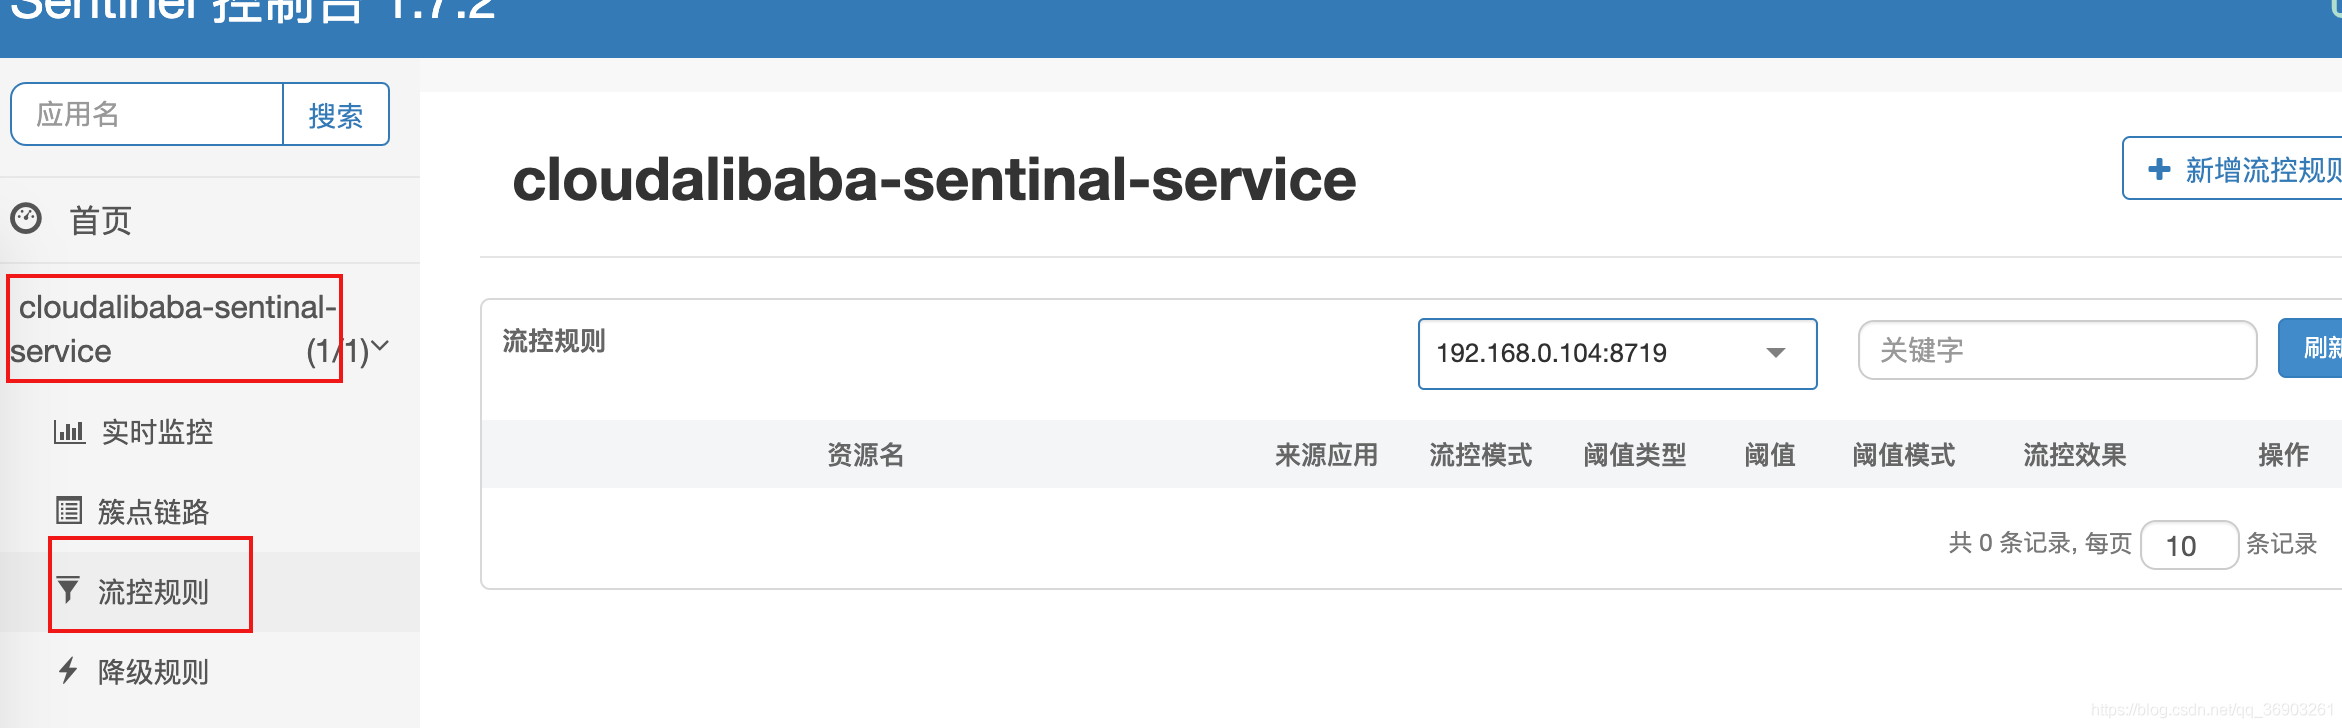 Sentinel 控制台 1.7.2
应用名
搜索
首页
cloudalibaba-sentinal-
service (1/1)
实时监控
簇点链路
流控规则
降级规则
cloudalibaba-sentinal-service
新增流控规则
流控规则
192.168.0.104:8719
关键字
刷新
资源名 来源应用 流控模式 阈值类型 阈值 阈值模式 流控效果 操作
共 0 条记录, 每页 10 条记录
https://blog.csdn.net/qq_36903261